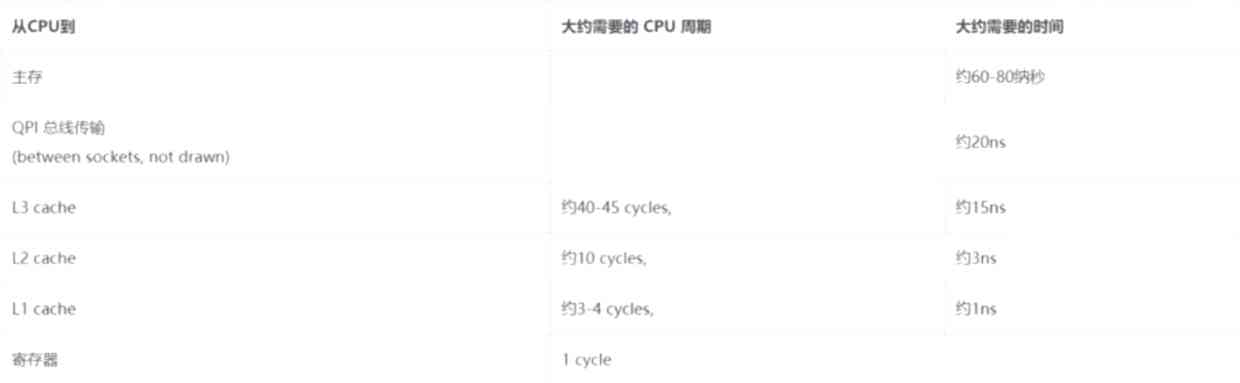 从CPU到 大约需要的 CPU 周期 大约需要的时间
主存 约60-80纳秒
QPI 总线传输
(between sockets, not drawn) 约20ns
L3 cache 约40-45 cycles, 约15ns
L2 cache 约10 cycles, 约3ns
L1 cache 约3-4 cycles, 约1ns
寄存器 1 cycle